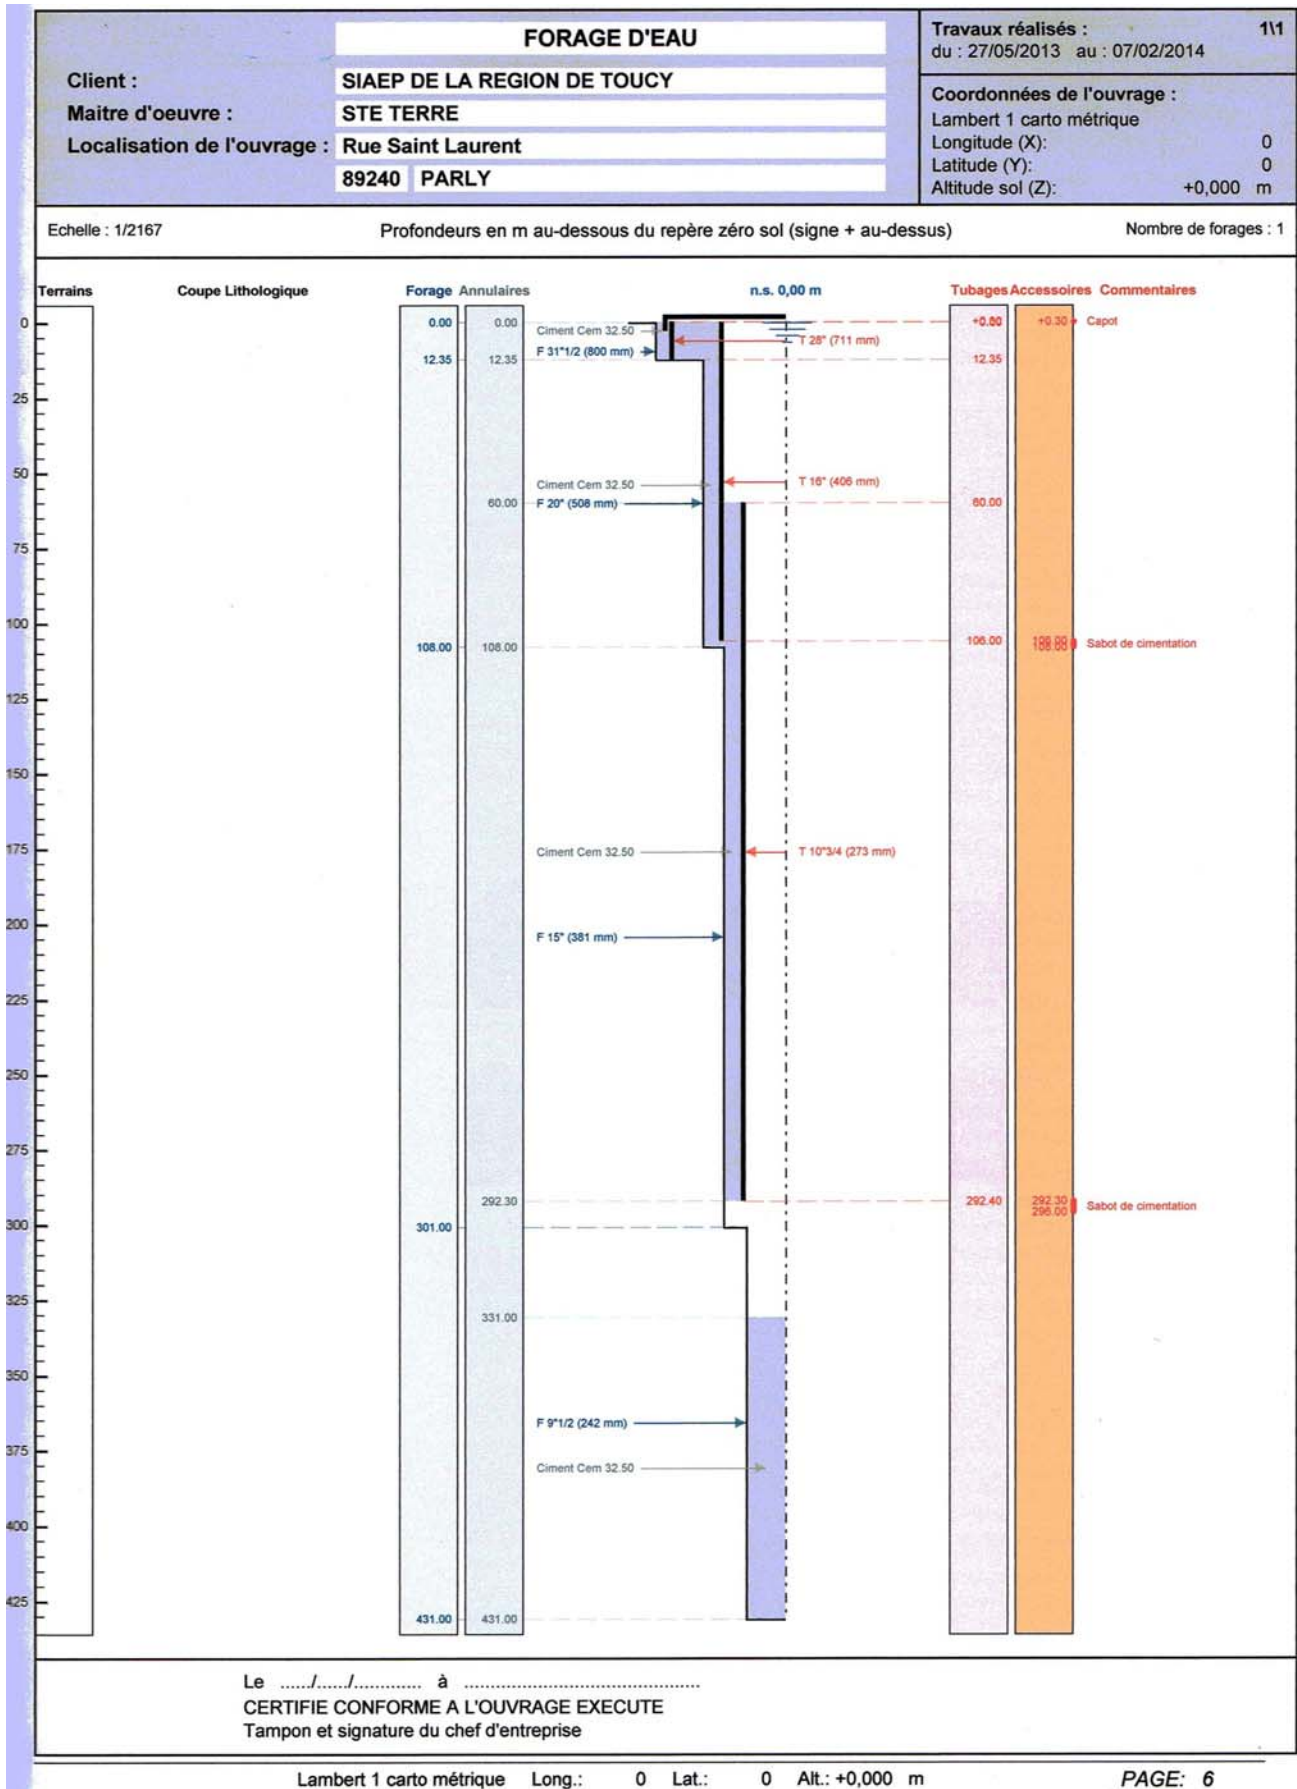 FORAGE D'EAU
Client : SIAEP DE LA REGION DE TOUCY
Maitre d'oeuvre : STE TERRE
Localisation de l'ouvrage : Rue Saint Laurent
89240 PARLY
Travaux réalisés : 1\1
du : 27/05/2013 au : 07/02/2014
Coordonnées de l'ouvrage :
Lambert 1 carto métrique
Longitude (X): 0
Latitude (Y): 0
Altitude sol (Z): +0,000 m
Echelle : 1/2167 Profondeurs en m au-dessous du repère zéro sol (signe + au-dessus) Nombre de forages : 1
Terrains Coupe Lithologique Forage Annulaires n.s. 0,00 m Tubages Accessoires Commentaires
0 0.00 0.00 +0.30 Capot
Ciment Cem 32.50
T 28" (711 mm)
F 31"1/2 (800 mm)
12.35 12.35 12.35
25
50
Ciment Cem 32.50 T 16" (406 mm)
60.00 F 20" (508 mm) 60.00
75
100
106.00 Sabot de cimentation
108.00 108.00
125
150
175 Ciment Cem 32.50 T 10"3/4 (273 mm)
200
F 15" (381 mm)
225
250
275
292.30 292.40 292.30
296.00 Sabot de cimentation
300 301.00
325
331.00
350
F 9"1/2 (242 mm)
375
Ciment Cem 32.50
400
425
431.00 431.00
Le ....../....../............. à .............................................
CERTIFIE CONFORME A L'OUVRAGE EXECUTE
Tampon et signature du chef d'entreprise
Lambert 1 carto métrique Long.: 0 Lat.: 0 Alt.: +0,000 m PAGE: 6